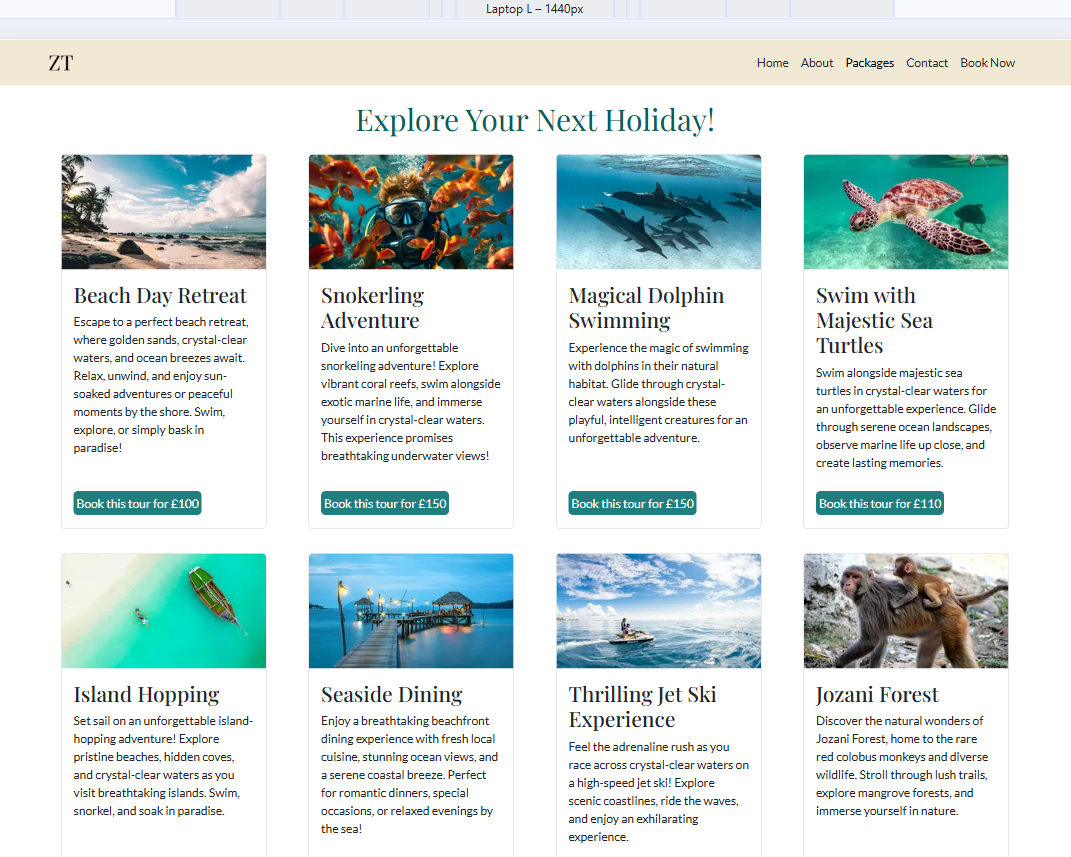 Laptop L – 1440px
ZT
Home About Packages Contact Book Now
Explore Your Next Holiday!
Beach Day Retreat
Escape to a perfect beach retreat,
where golden sands, crystal-clear
waters, and ocean breezes await.
Relax, unwind, and enjoy sun-
soaked adventures or peaceful
moments by the shore. Swim,
explore, or simply bask in
paradise!
Book this tour for £100
Snokerling
Adventure
Dive into an unforgettable
snorkeling adventure! Explore
vibrant coral reefs, swim alongside
exotic marine life, and immerse
yourself in crystal-clear waters.
This experience promises
breathtaking underwater views!
Book this tour for £150
Magical Dolphin
Swimming
Experience the magic of swimming
with dolphins in their natural
habitat. Glide through crystal-
clear waters alongside these
playful, intelligent creatures for an
unforgettable adventure.
Book this tour for £150
Swim with
Majestic Sea
Turtles
Swim alongside majestic sea
turtles in crystal-clear waters for
an unforgettable experience. Glide
through serene ocean landscapes,
observe marine life up close, and
create lasting memories.
Book this tour for £110
Island Hopping
Set sail on an unforgettable island-
hopping adventure! Explore
pristine beaches, hidden coves,
and crystal-clear waters as you
visit breathtaking islands. Swim,
snorkel, and soak in paradise.
Seaside Dining
Enjoy a breathtaking beachfront
dining experience with fresh local
cuisine, stunning ocean views, and
a serene coastal breeze. Perfect
for romantic dinners, special
occasions, or relaxed evenings by
the sea!
Thrilling Jet Ski
Experience
Feel the adrenaline rush as you
race across crystal-clear waters on
a high-speed jet ski! Explore
scenic coastlines, ride the waves,
and enjoy an exhilarating
experience.
Jozani Forest
Discover the natural wonders of
Jozani Forest, home to the rare
red colobus monkeys and diverse
wildlife. Stroll through lush trails,
explore mangrove forests, and
immerse yourself in nature.